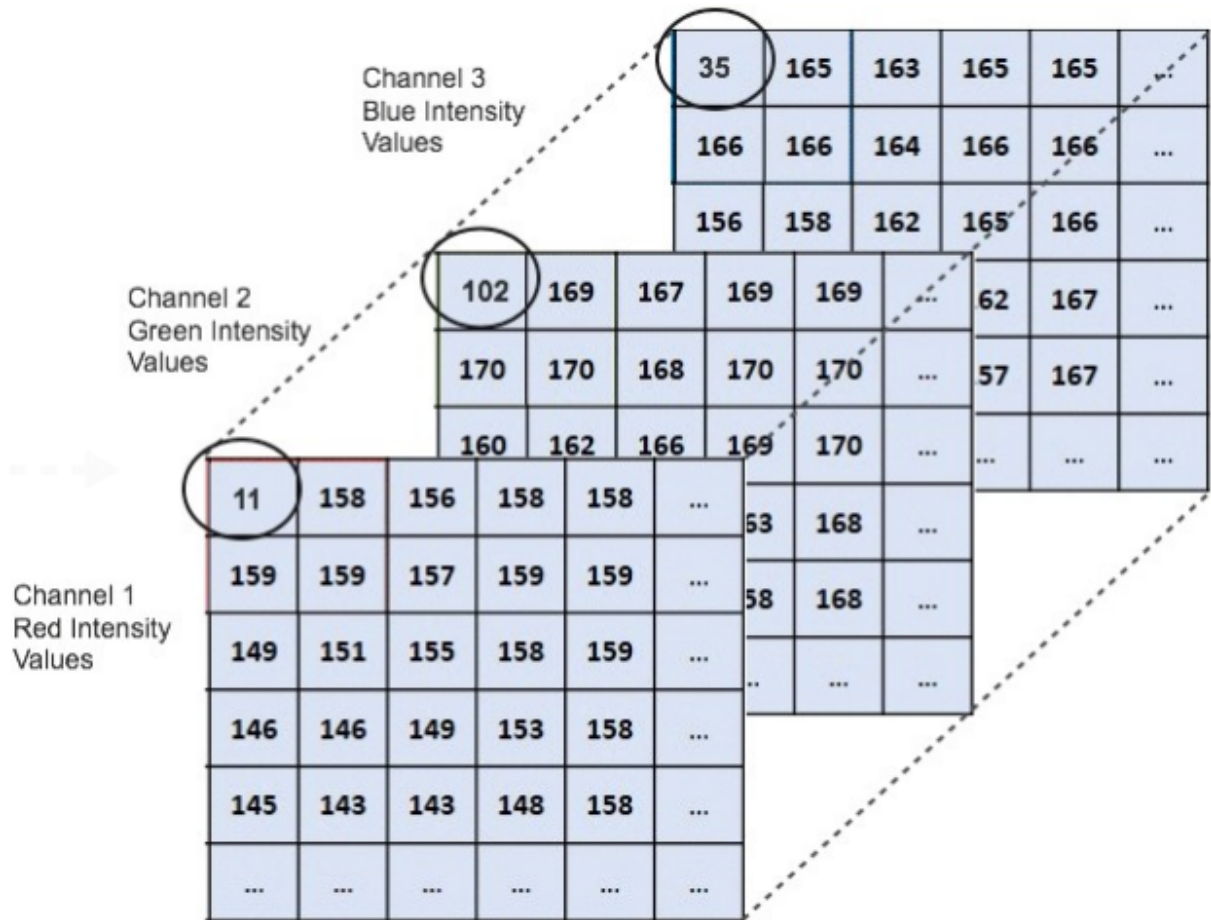 Channel 3
Blue Intensity
Values
35 165 163 165 165 ...
166 166 164 166 166 ...
156 158 162 165 166 ...
62 167 ...
57 167 ...
... ... ...
Channel 2
Green Intensity
Values
102 169 167 169 169 ...
170 170 168 170 170 ...
160 162 166 169 170 ...
63 168 ...
58 168 ...
.. ... ...
Channel 1
Red Intensity
Values
11 158 156 158 158 ...
159 159 157 159 159 ...
149 151 155 158 159 ...
146 146 149 153 158 ...
145 143 143 148 158 ...
... ... ... ... ... ...